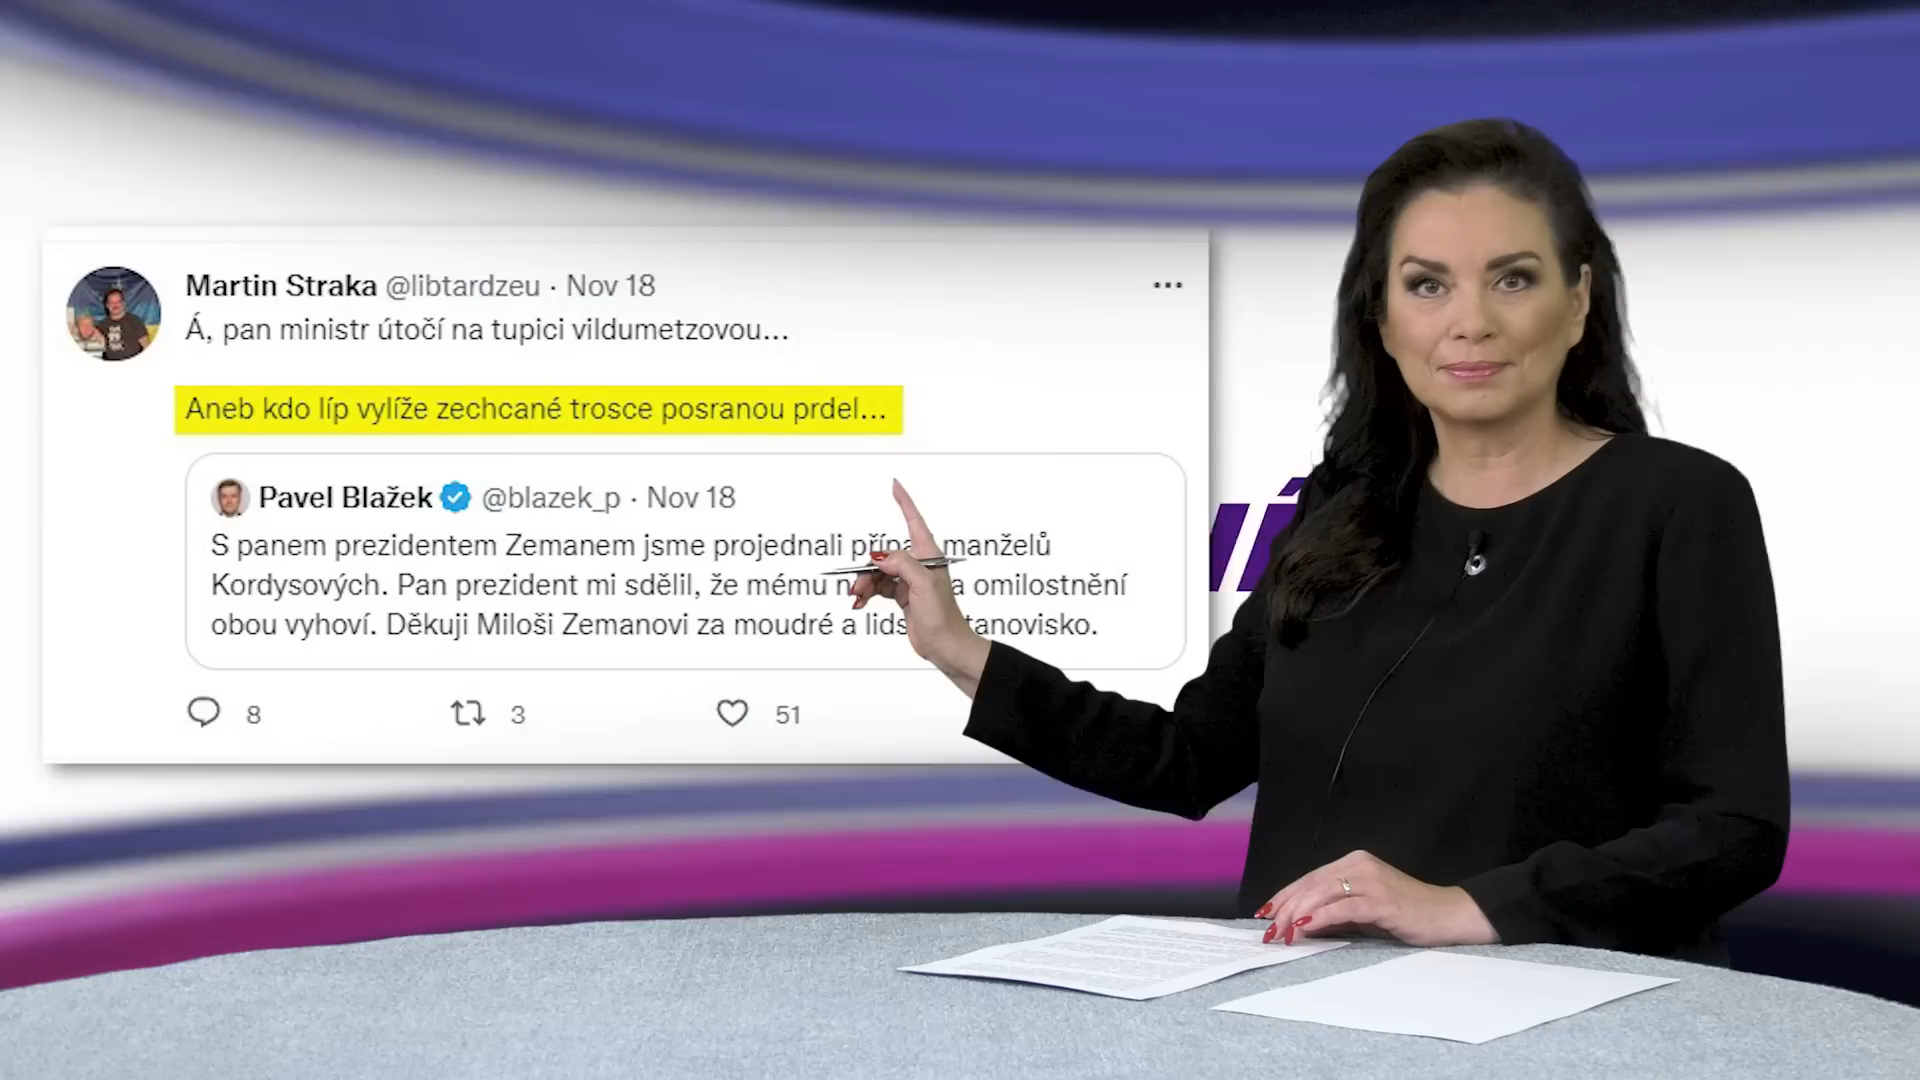 Martin Straka @libtardzeu · Nov 18
Á, pan ministr útočí na tupici vildumetzovou...
Aneb kdo líp vylíže zechcané trosce posranou prdel...
Pavel Blažek @blazek_p · Nov 18
S panem prezidentem Zemanem jsme projednali manželů
Kordysových. Pan prezident mi sdělil, že mému omilostnění
obou vyhoví. Děkuji Miloši Zemanovi za moudré a
8 3 51